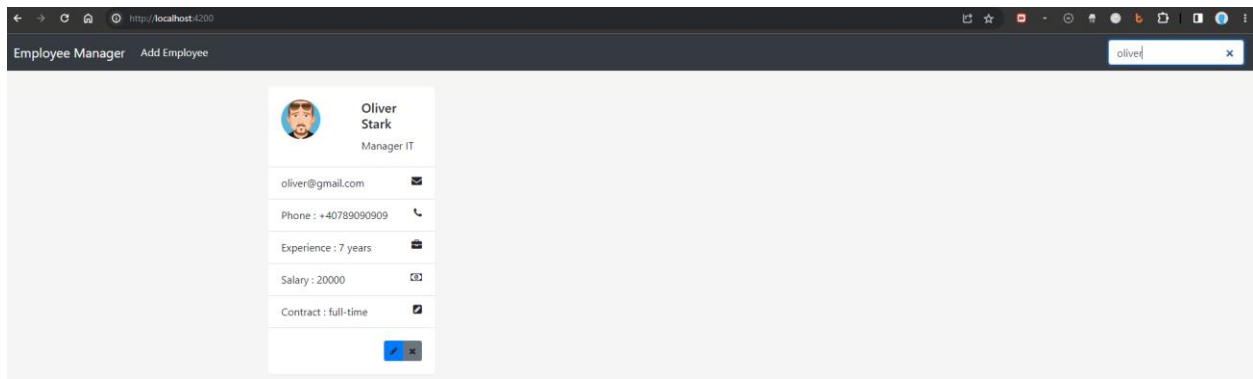 http://localhost:4200
Employee Manager Add Employee oliver
Oliver
Stark
Manager IT
oliver@gmail.com
Phone : +40789090909
Experience : 7 years
Salary : 20000
Contract : full-time